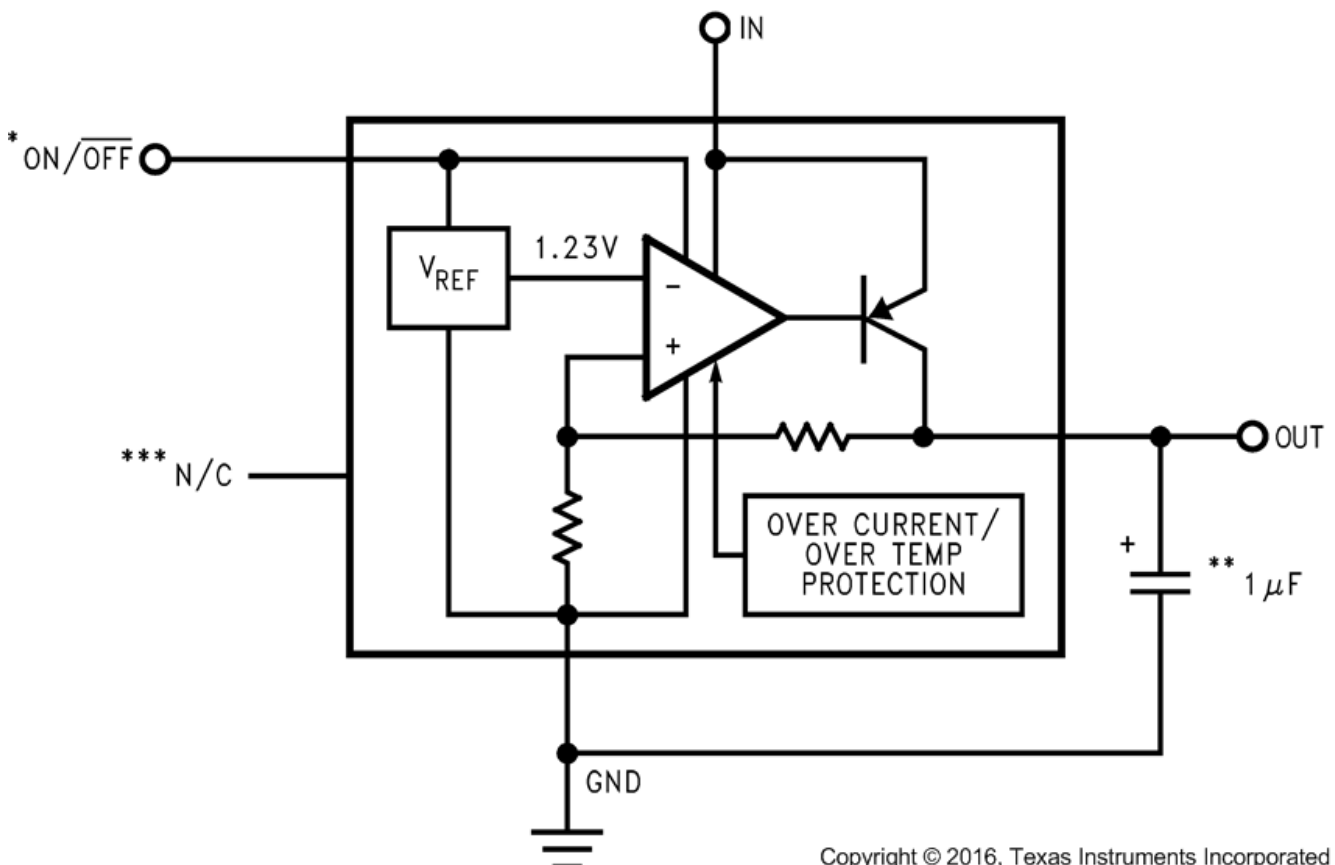 IN
* ON/OFF
VREF
1.23V
-
+
*** N/C
OUT
OVER CURRENT/
OVER TEMP
PROTECTION
+
** 1 μF
GND
Copyright © 2016, Texas Instruments Incorporated